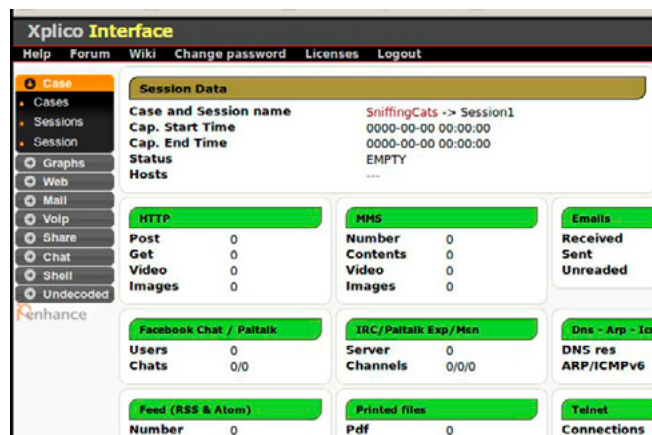 Xplico Interface
Help Forum Wiki Change password Licenses Logout
Case
Cases
Sessions
Session
Graphs
Web
Mail
VoIp
Share
Chat
Shell
Undecoded
Penhance
Session Data
Case and Session name SniffingCats -> Session1
Cap. Start Time 0000-00-00 00:00:00
Cap. End Time 0000-00-00 00:00:00
Status EMPTY
Hosts ---
HTTP
Post 0
Get 0
Video 0
Images 0
MMS
Number 0
Contents 0
Video 0
Images 0
Emails
Received
Sent
Unreaded
Facebook Chat / Paltalk
Users 0
Chats 0/0
IRC/Paltalk Exp/Msn
Server 0
Channels 0/0/0
Dns - Arp - Icm
DNS res
ARP/ICMPv6
Feed (RSS & Atom)
Number 0
Printed files
Pdf 0
Telnet
Connections